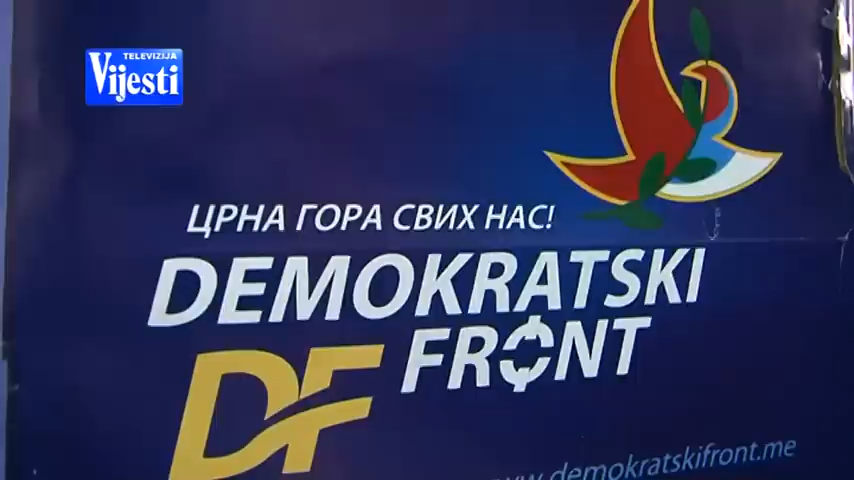 TELEVIZIJA
Vijesti
ЦРНА ГОРА СВИХ НАС!
DEMOKRATSKI
FRONT
DF
www.demokratskifront.me